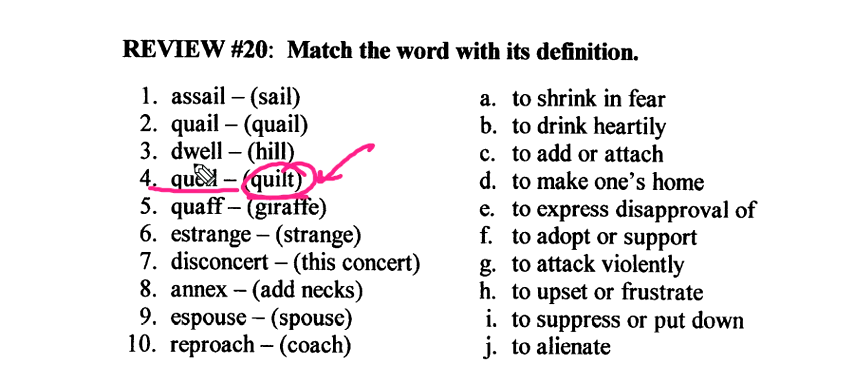 REVIEW #20: Match the word with its definition.
1. assail – (sail)
2. quail – (quail)
3. dwell – (hill)
4. – (quilt)
5. quaff – (giraffe)
6. estrange – (strange)
7. disconcert – (this concert)
8. annex – (add necks)
9. espouse – (spouse)
10. reproach – (coach)
a. to shrink in fear
b. to drink heartily
c. to add or attach
d. to make one's home
e. to express disapproval of
f. to adopt or support
g. to attack violently
h. to upset or frustrate
i. to suppress or put down
j. to alienate